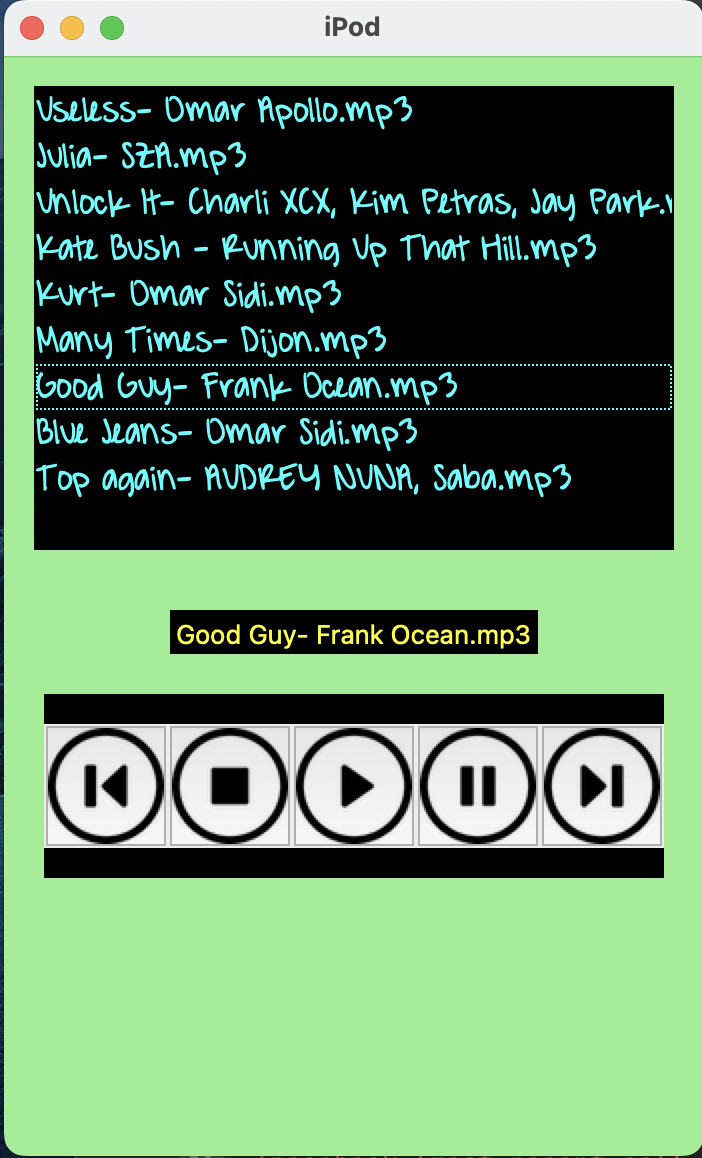 iPod
Useless- Omar Apollo.mp3
Julia- SZA.mp3
Unlock It- Charli XCX, Kim Petras, Jay Park.
Kate Bush - Running Up That Hill.mp3
Kurt- Omar Sidi.mp3
Many Times- Dijon.mp3
Good Guy- Frank Ocean.mp3
Blue Jeans- Omar Sidi.mp3
Top again- AUDREY NUNA, Saba.mp3
Good Guy- Frank Ocean.mp3